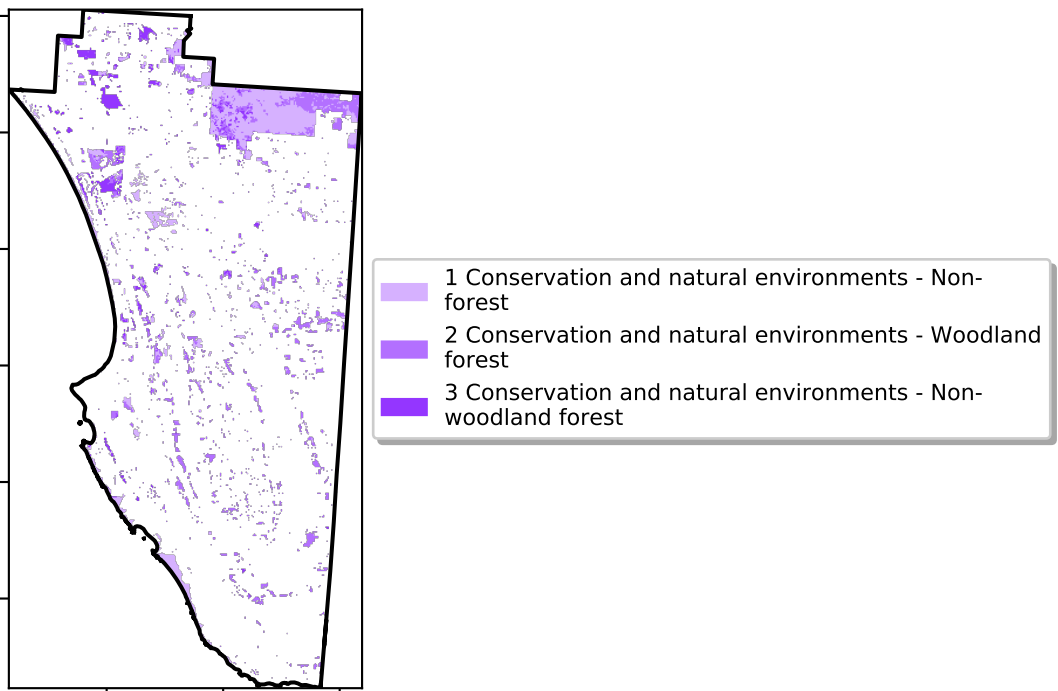 1 Conservation and natural environments - Non-
forest
2 Conservation and natural environments - Woodland
forest
3 Conservation and natural environments - Non-
woodland forest